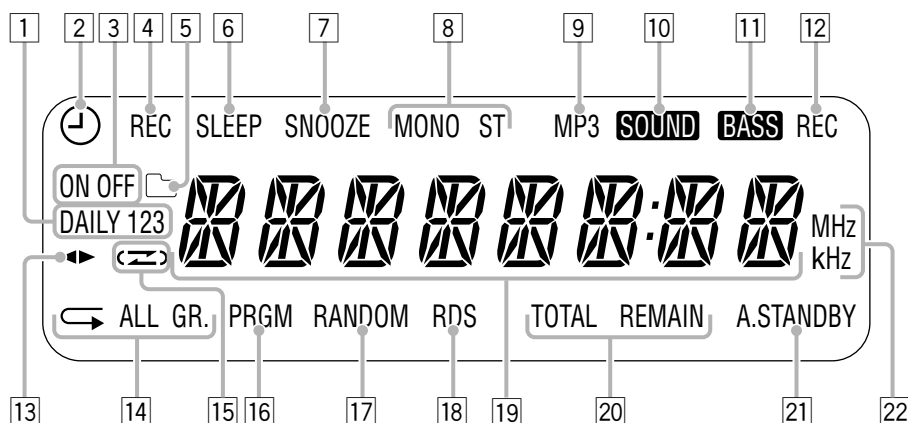 1 2 3 4 5 6 7 8 9 10 11 12
REC SLEEP SNOOZE MONO ST MP3 SOUND BASS REC
ON OFF
DAILY 123
MHz
kHz
ALL GR. PRGM RANDOM RDS TOTAL REMAIN A.STANDBY
13 14 15 16 17 18 19 20 21 22